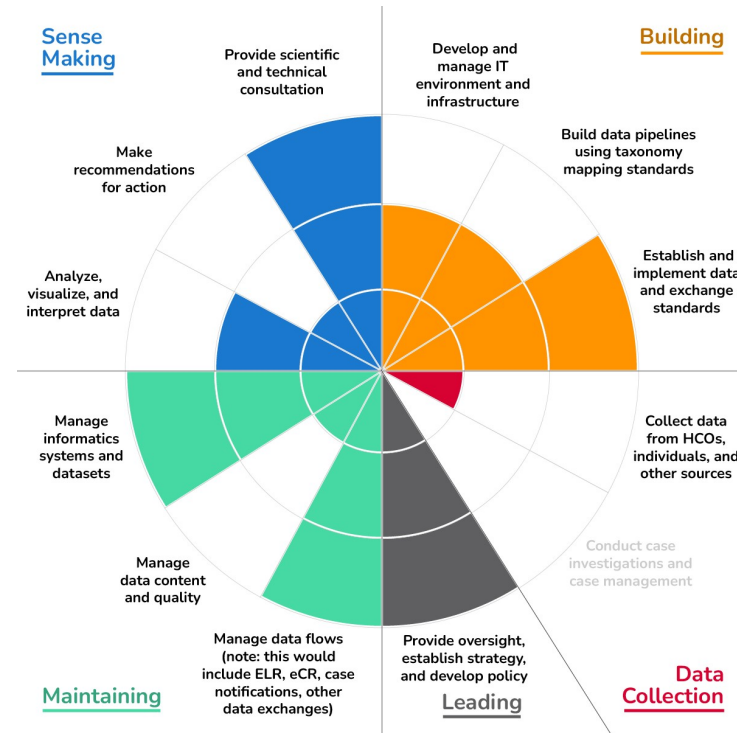 Sense
Making
Provide scientific
and technical
consultation
Develop and
manage IT
environment and
infrastructure
Building
Make
recommendations
for action
Build data pipelines
using taxonomy
mapping standards
Analyze,
visualize, and
interpret data
Establish and
implement data
and exchange
standards
Manage
informatics
systems and
datasets
Collect data
from HCOs,
individuals, and
other sources
Manage
data content
and quality
Conduct case
investigations and
case management
Manage data flows
(note: this would
include ELR, eCR, case
notifications, other
data exchanges)
Provide oversight,
establish strategy,
and develop policy
Maintaining
Leading
Data
Collection